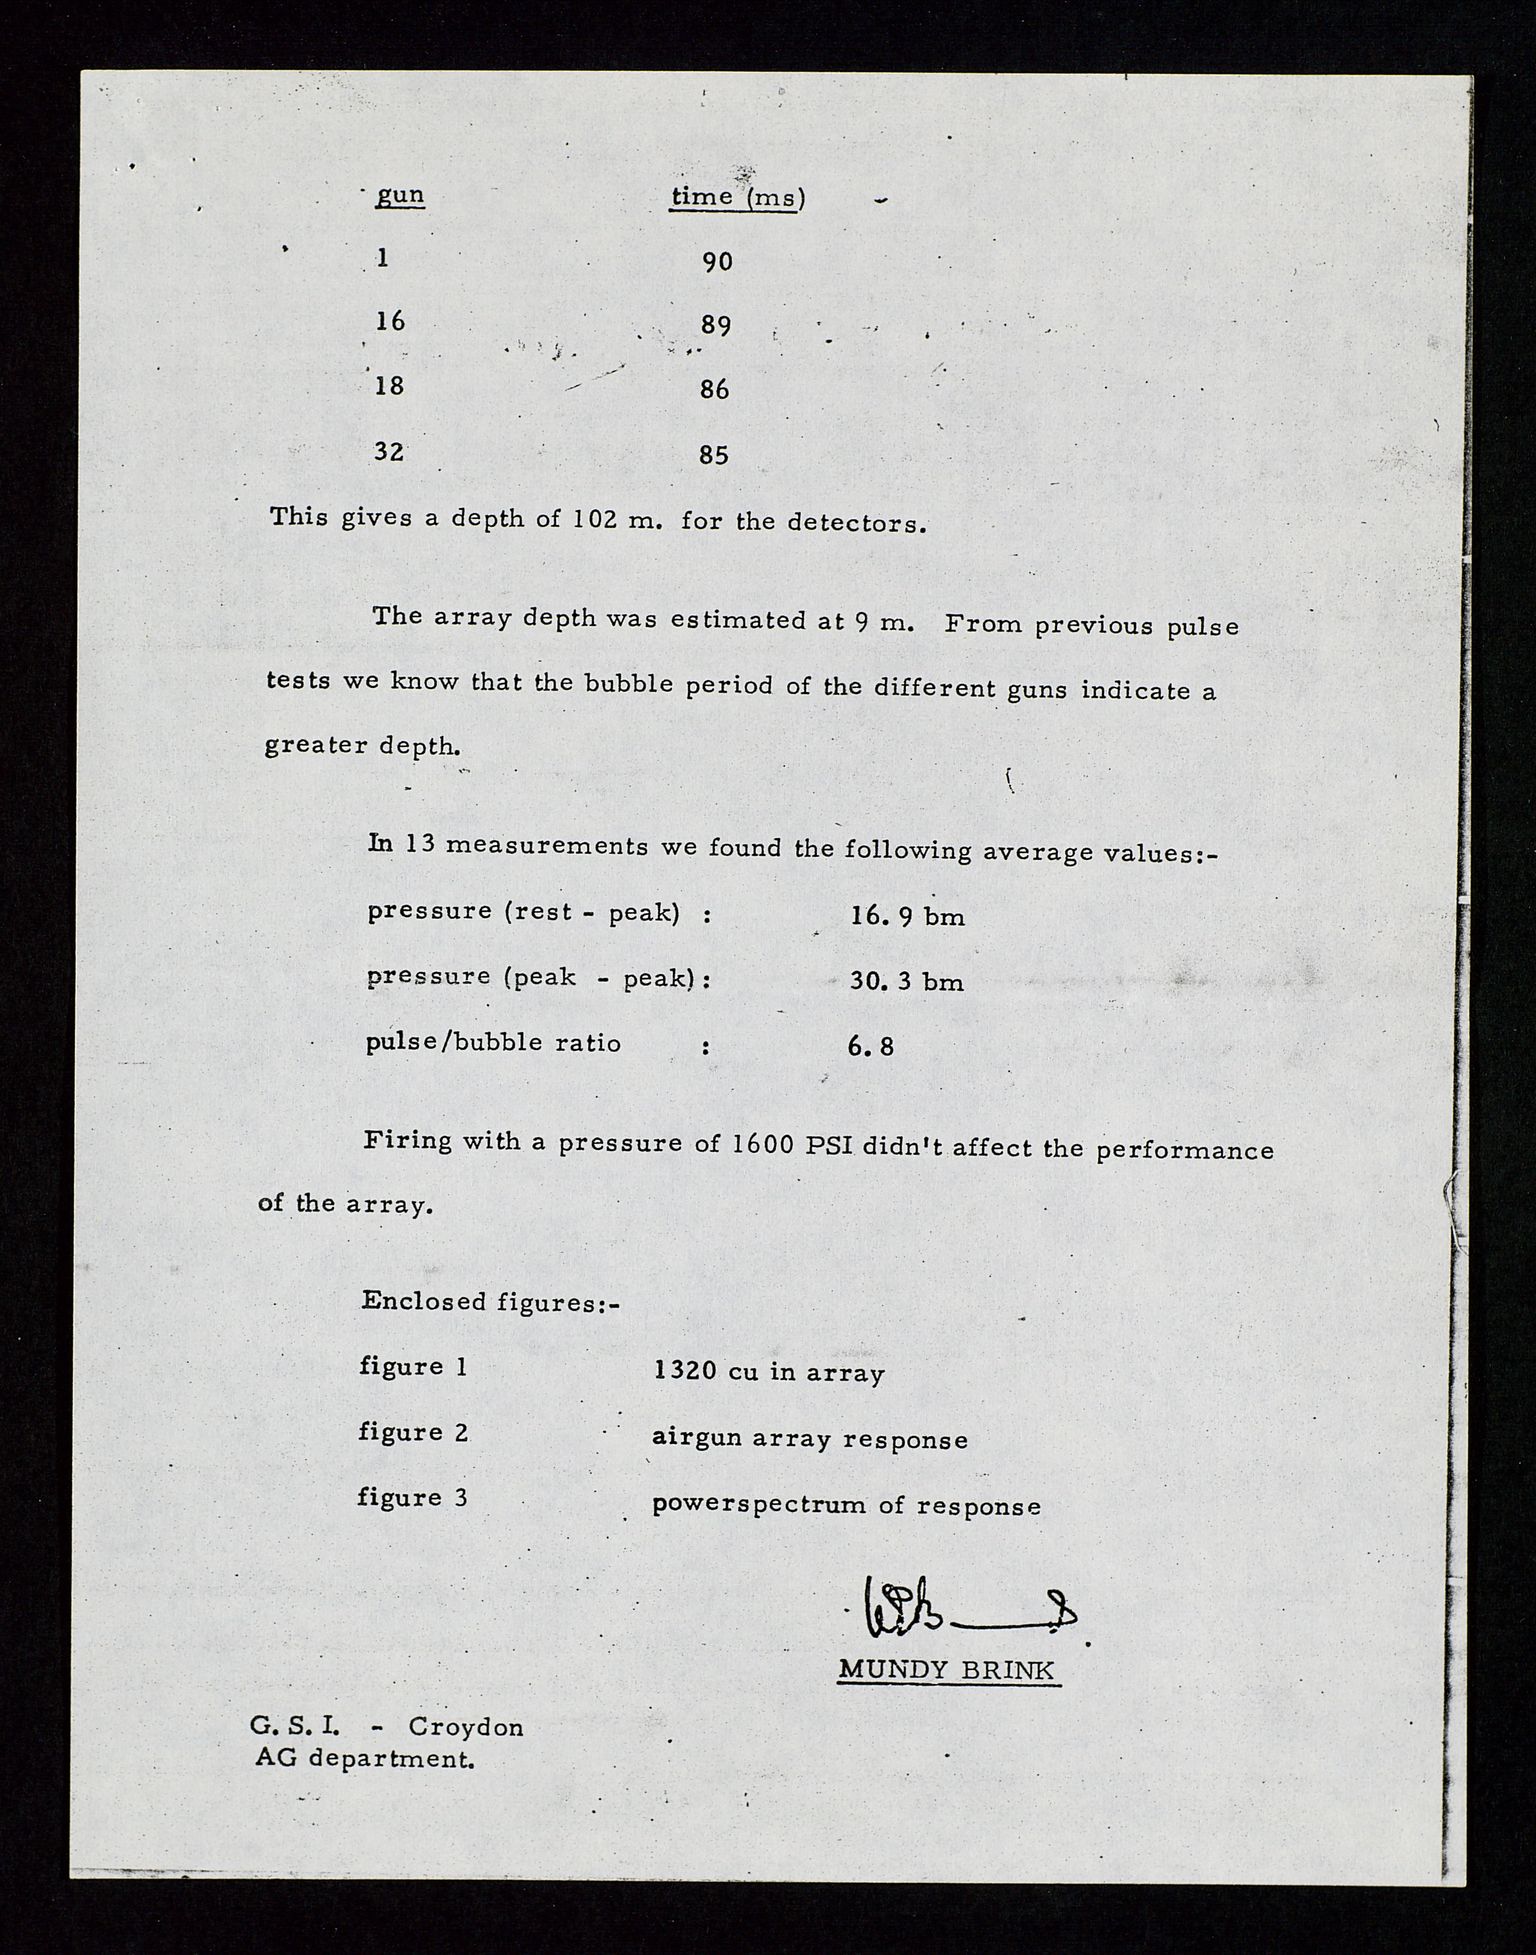 gun time (ms)
1 90
16 89
18 86
32 85
This gives a depth of 102 m. for the detectors.
The array depth was estimated at 9 m. From previous pulse
tests we know that the bubble period of the different guns indicate a
greater depth.
In 13 measurements we found the following average values:-
pressure (rest - peak) : 16.9 bm
pressure (peak - peak) : 30.3 bm
pulse/bubble ratio : 6.8
Firing with a pressure of 1600 PSI didn't affect the performance
of the array.
Enclosed figures:-
figure 1 1320 cu in array
figure 2 airgun array response
figure 3 powerspectrum of response
MUNDY BRINK
G.S.I. - Croydon
AG department.